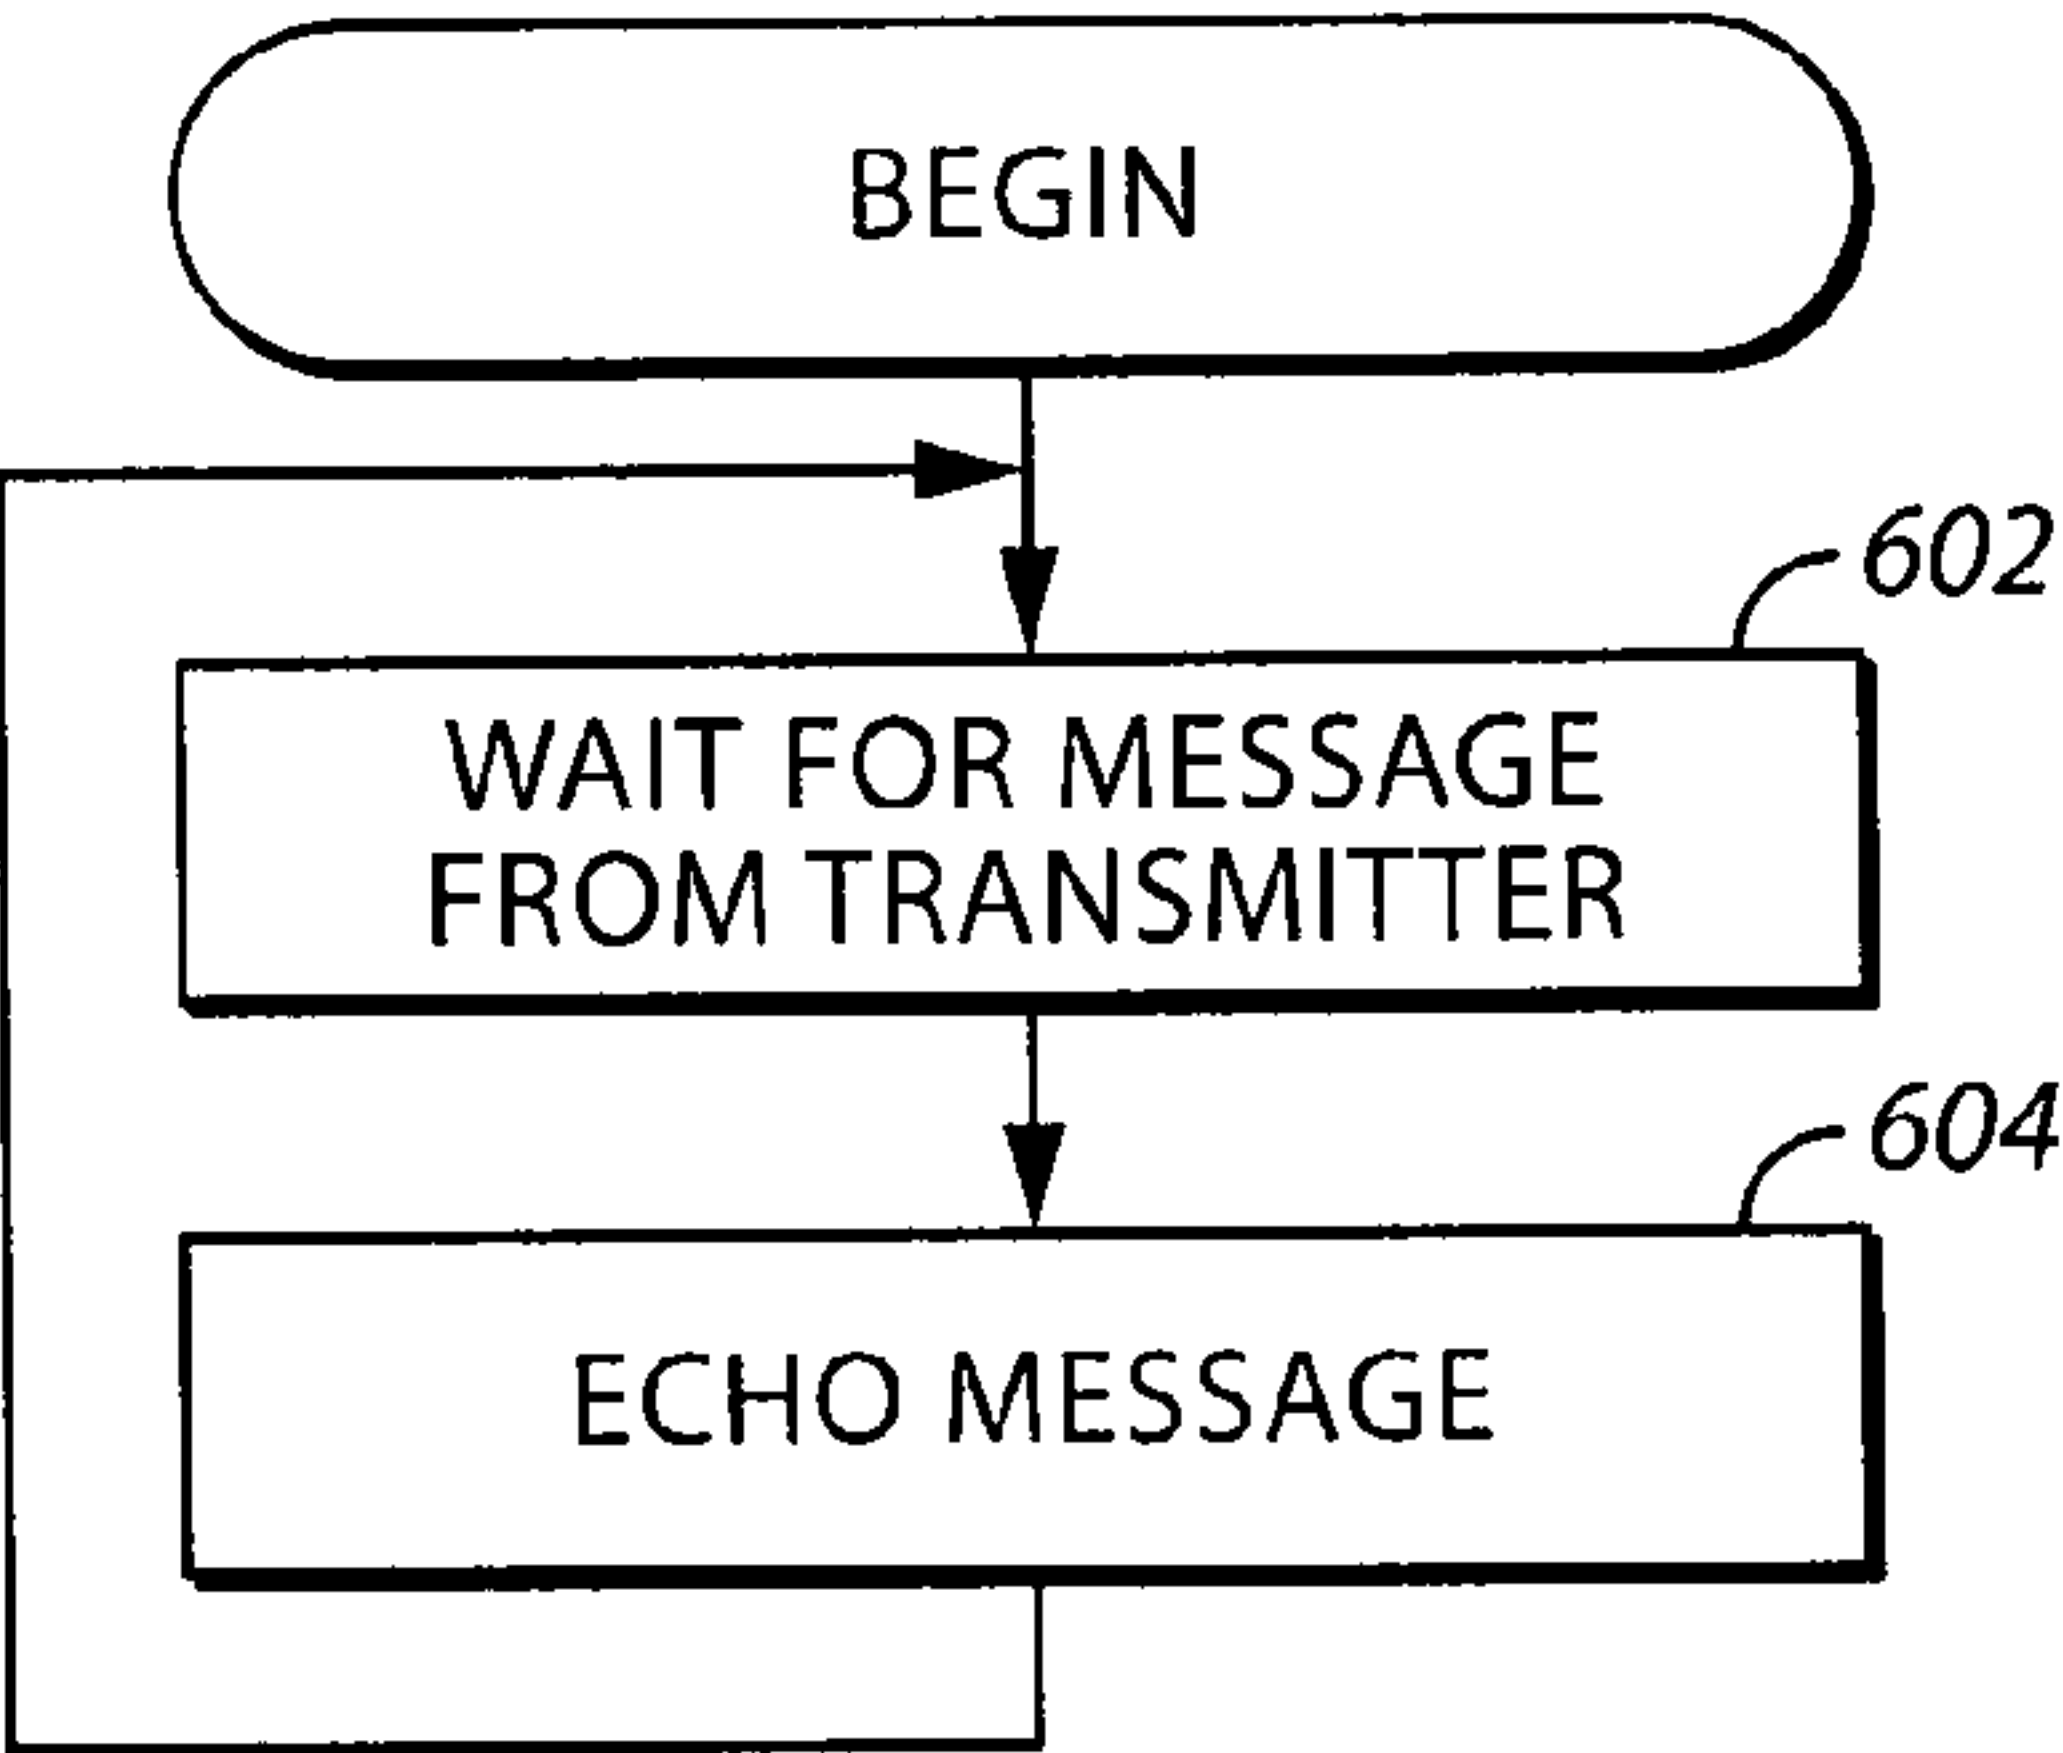 BEGIN
602
WAIT FOR MESSAGE
FROM TRANSMITTER
604
ECHO MESSAGE